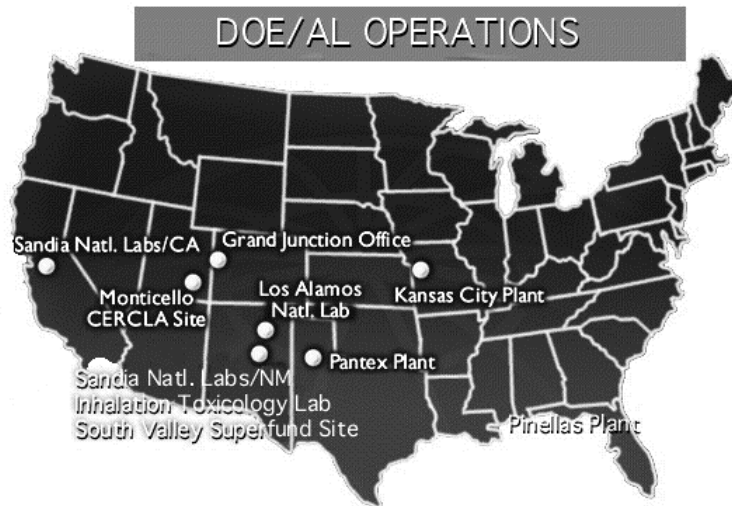 DOE/AL OPERATIONS
Sandia Natl. Labs/CA
Grand Junction Office
Monticello
CERCLA Site
Los Alamos
Natl. Lab
Kansas City Plant
Pantex Plant
Sandia Natl. Labs/NM
Inhalation Toxicology Lab
South Valley Superfund Site
Pinellas Plant